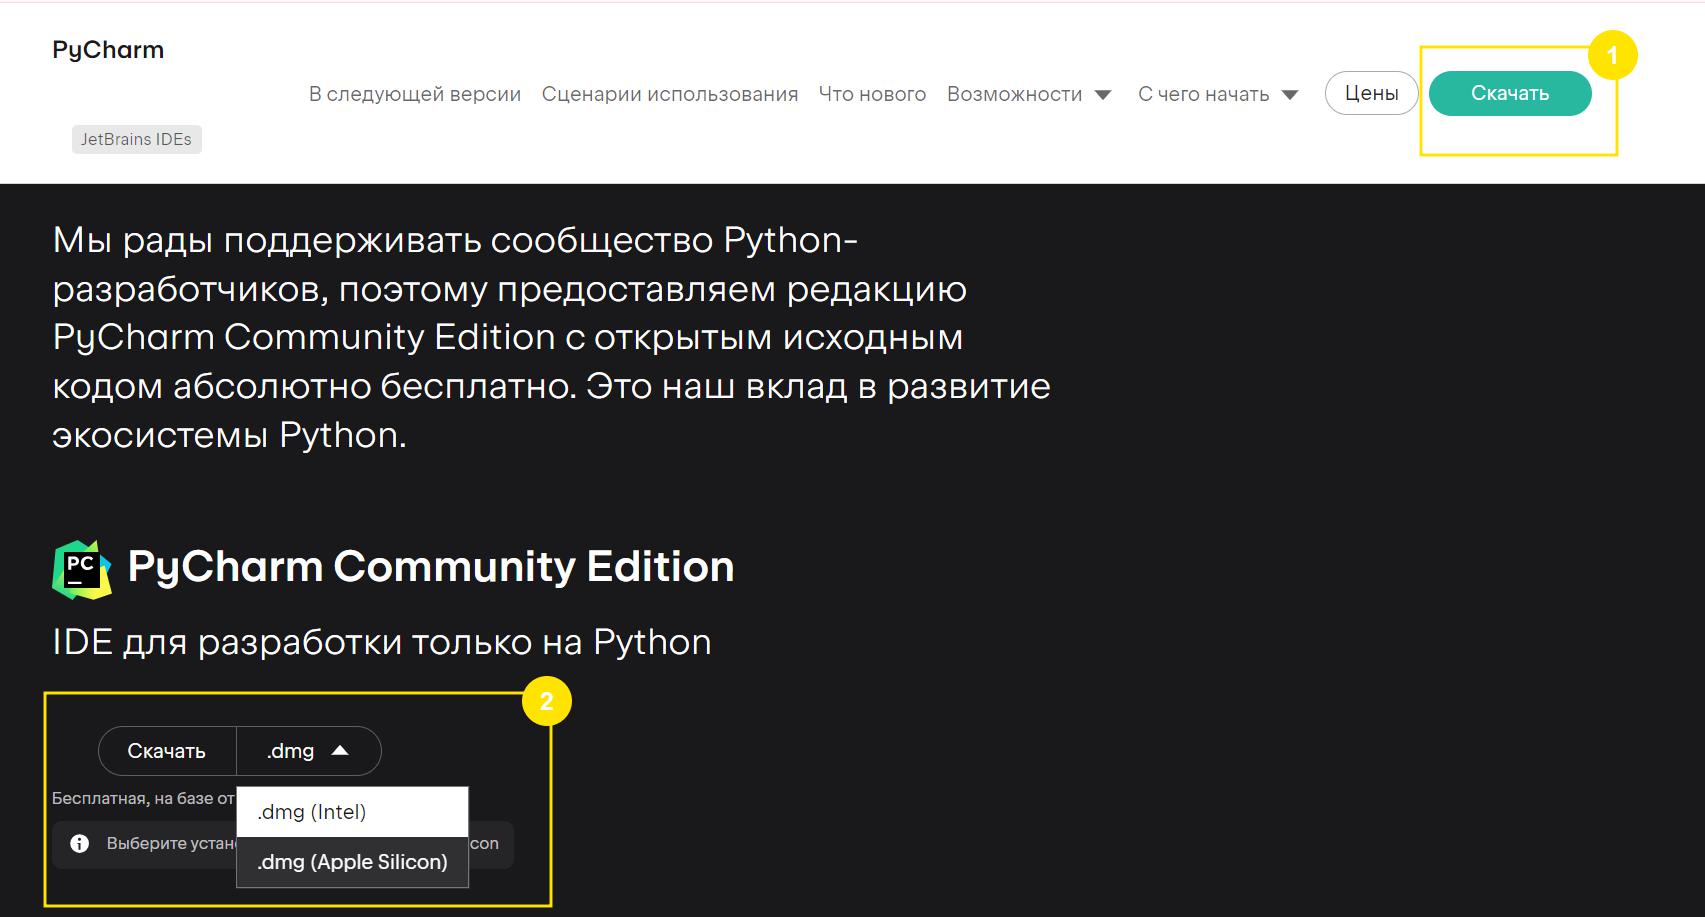 PyCharm
В следующей версии Сценарии использования Что нового Возможности С чего начать Цены Скачать
1
JetBrains IDEs
Мы рады поддерживать сообщество Python-
разработчиков, поэтому предоставляем редакцию
PyCharm Community Edition с открытым исходным
кодом абсолютно бесплатно. Это наш вклад в развитие
экосистемы Python.
PC
PyCharm Community Edition
IDE для разработки только на Python
2
Скачать .dmg
Бесплатная, на базе от
.dmg (Intel)
Выберите устан
.dmg (Apple Silicon)